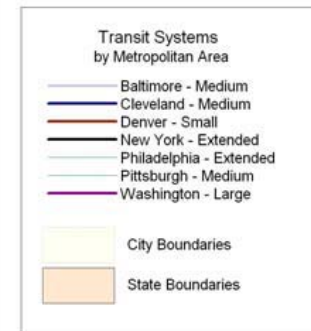 Transit Systems
by Metropolitan Area
Baltimore - Medium
Cleveland - Medium
Denver - Small
New York - Extended
Philadelphia - Extended
Pittsburgh - Medium
Washington - Large
City Boundaries
State Boundaries